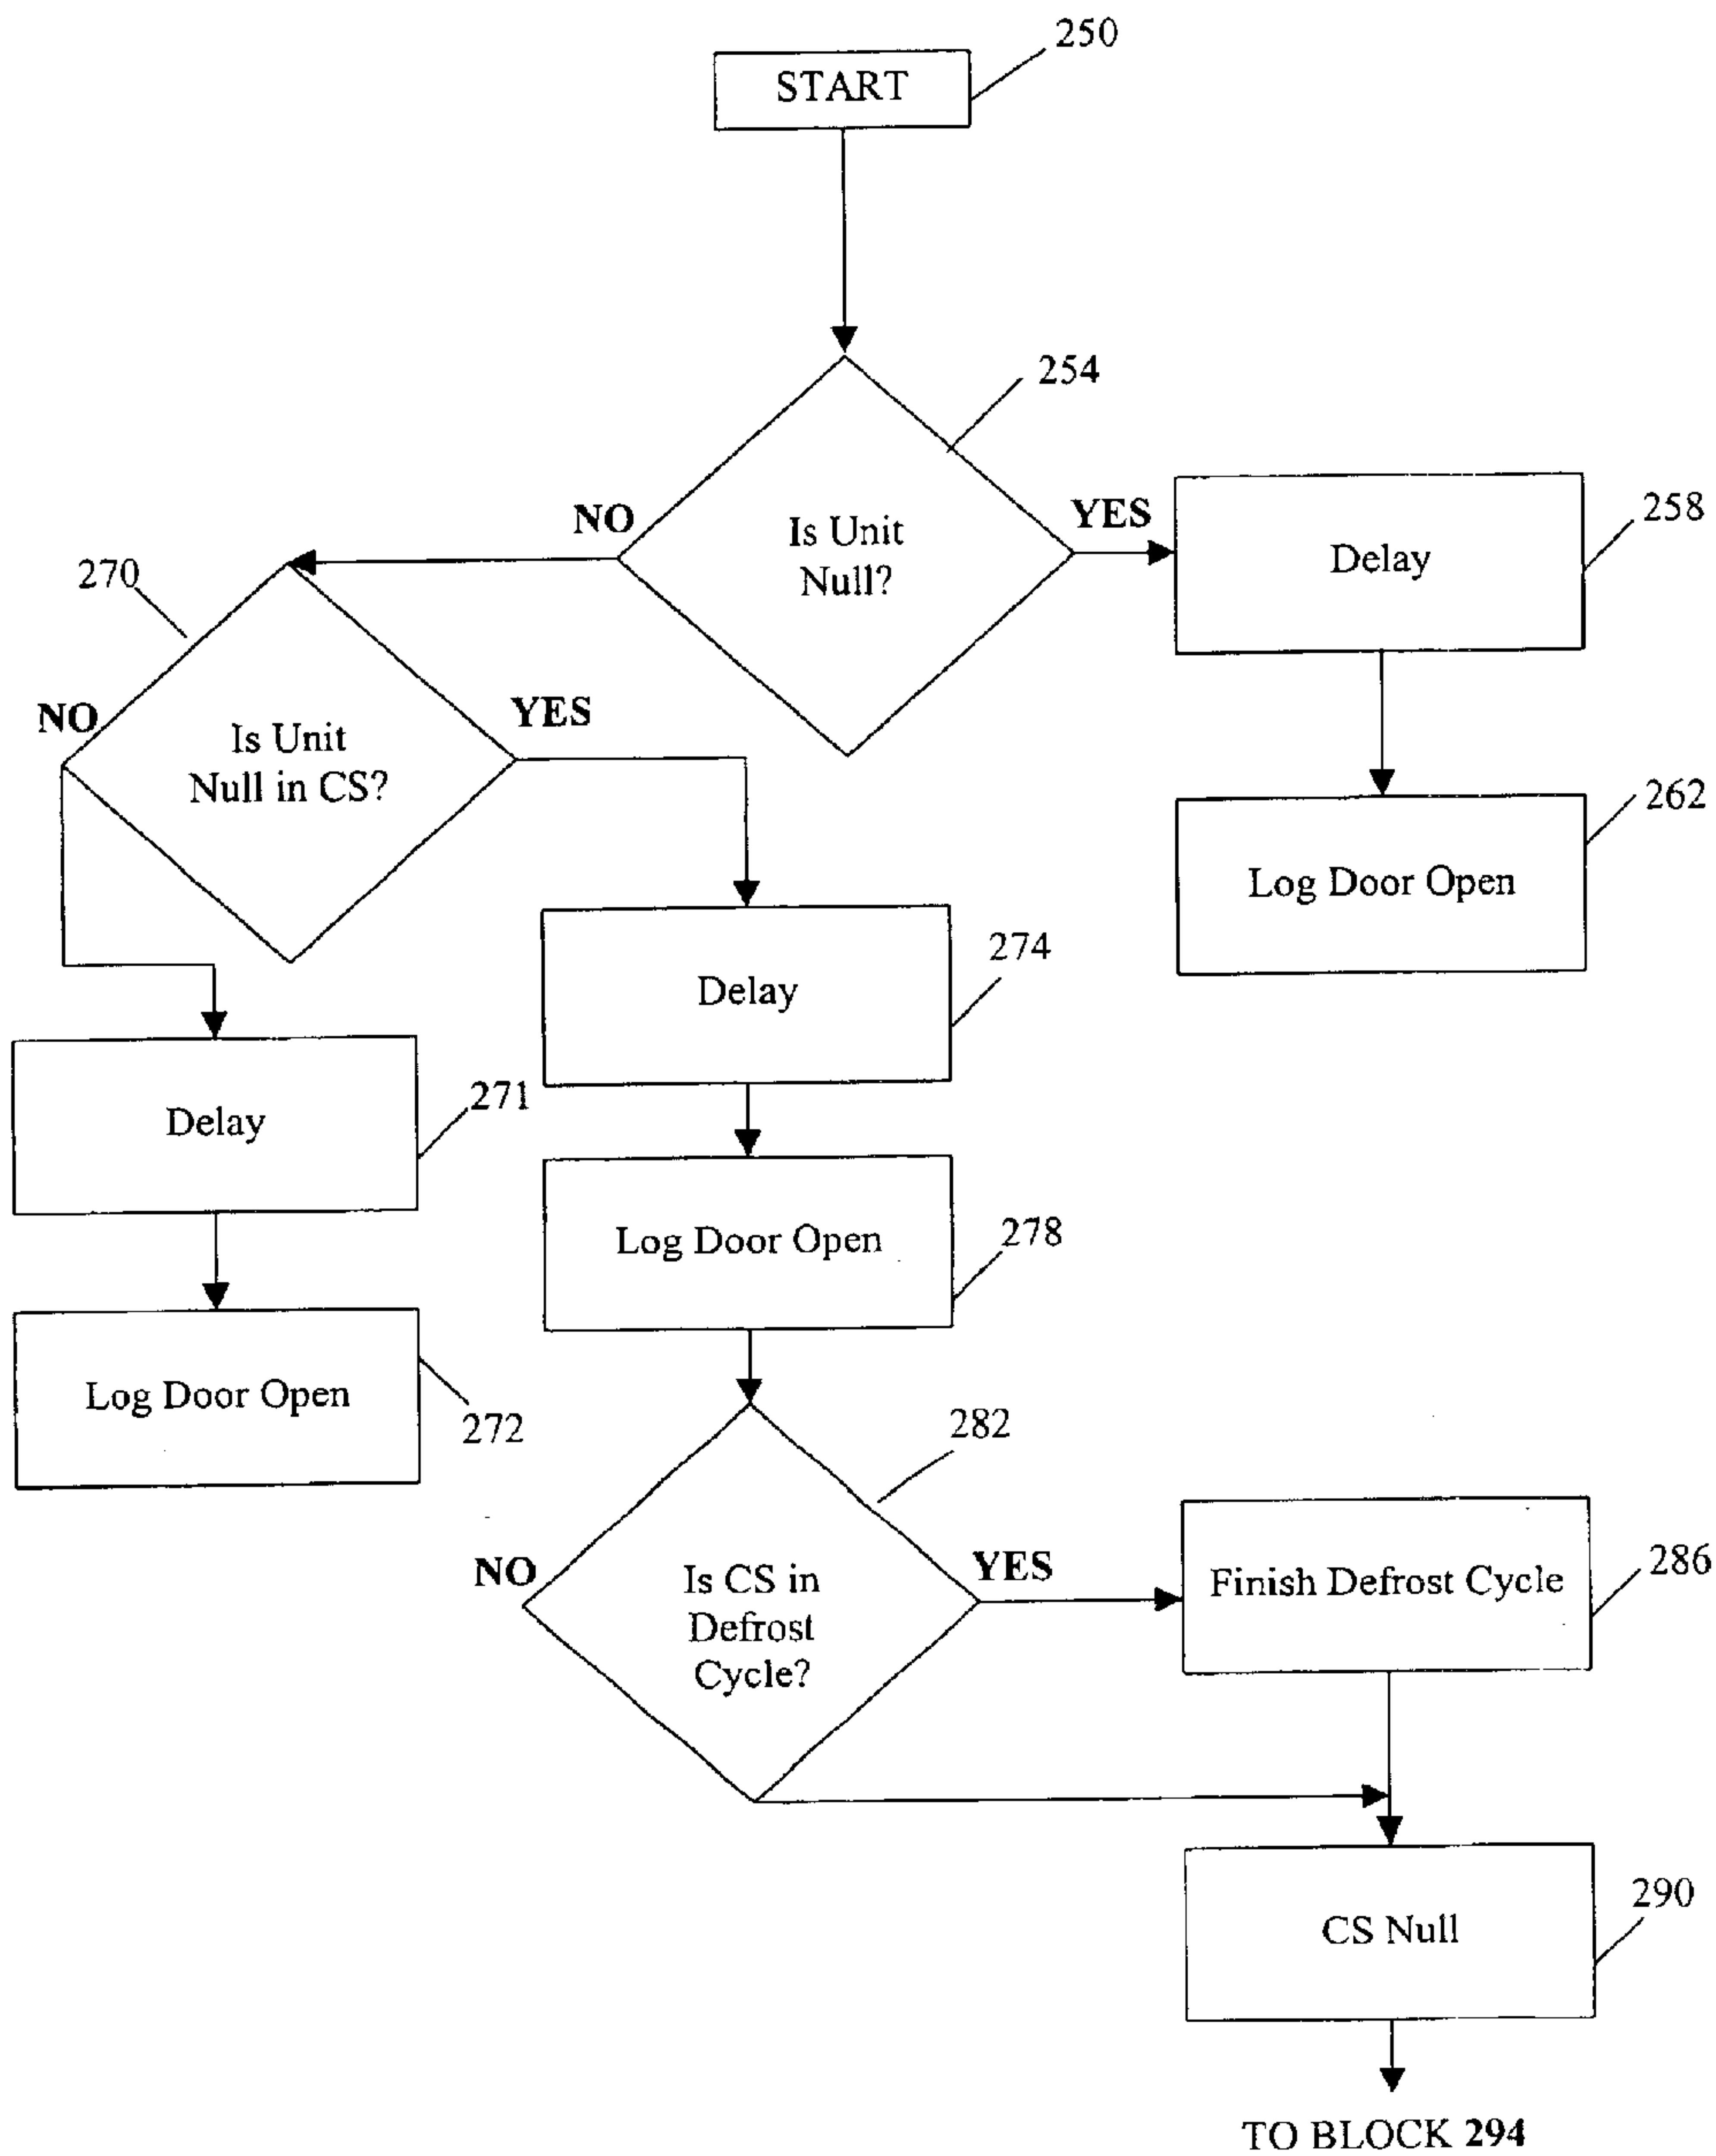 250
START
254
NO
Is Unit
Null?
YES
Delay
258
270
NO
Is Unit
Null in CS?
YES
262
Log Door Open
274
Delay
271
Delay
278
Log Door Open
272
Log Door Open
282
NO
Is CS in
Defrost
Cycle?
YES
Finish Defrost Cycle
286
290
CS Null
TO BLOCK 294